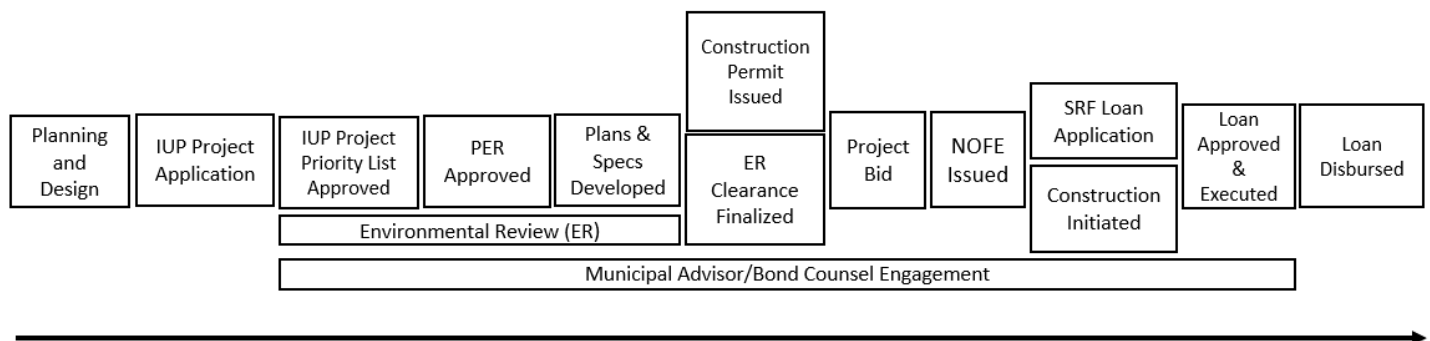 Planning
and
Design
IUP Project
Application
IUP Project
Priority List
Approved
PER
Approved
Plans &
Specs
Developed
Construction
Permit
Issued
ER
Clearance
Finalized
Project
Bid
NOFE
Issued
SRF Loan
Application
Construction
Initiated
Loan
Approved
&
Executed
Loan
Disbursed
Environmental Review (ER)
Municipal Advisor/Bond Counsel Engagement